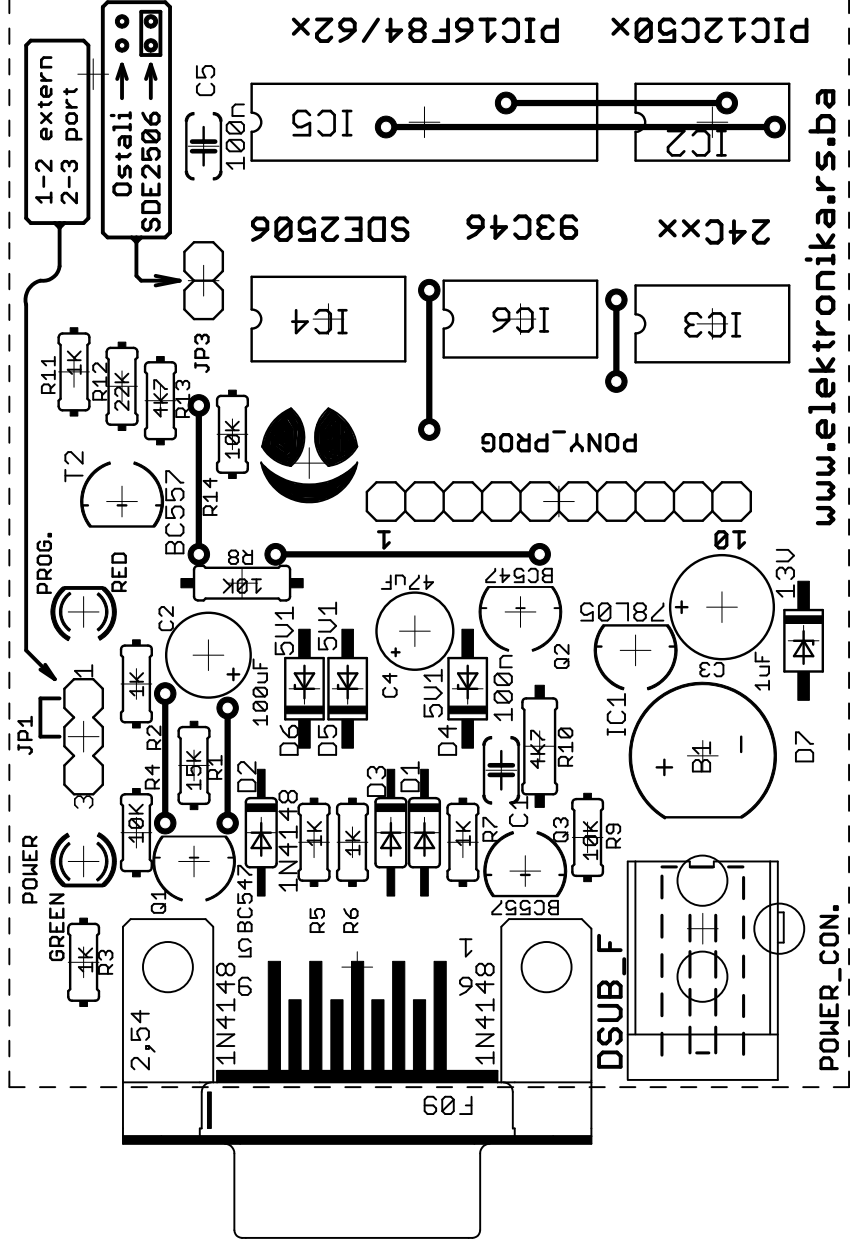 PIC16F84/62x
PIC12C50x
1-2 extern
2-3 port
Ostali
SDE2506
C5
100n
IC5
IC2
www.elektronika.rs.ba
SDE2506
93C46
24Cxx
IC4
IC6
IC3
JP3
R11
1K
R12
22K
4K7
R13
10K
R14
T2
BC557
PONY_PROG
1
10
PROG.
RED
R8
10K
C2
100uF
47uF
C4
BC547
Q2
78L05
IC1
C3
1uF
13V
D7
5V1
5V1
D6
D5
5V1
D4
100n
C1
4K7
R10
B1
JP1
1
3
1K
R2
R4
10K
15K
R1
D2
1N4148
1K
R5
1K
R6
D3
D1
1K
R7
Q3
BC557
10K
R9
POWER
GREEN
1K
R3
Q1
BC547
5
9
1
6
1N4148
1N4148
2,54
DSUB_F
POWER_CON.
F09